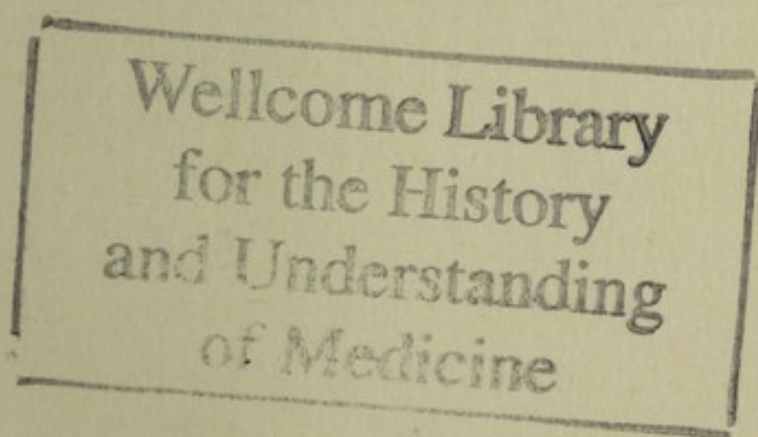 Wellcome Library
for the History
and Understanding
of Medicine